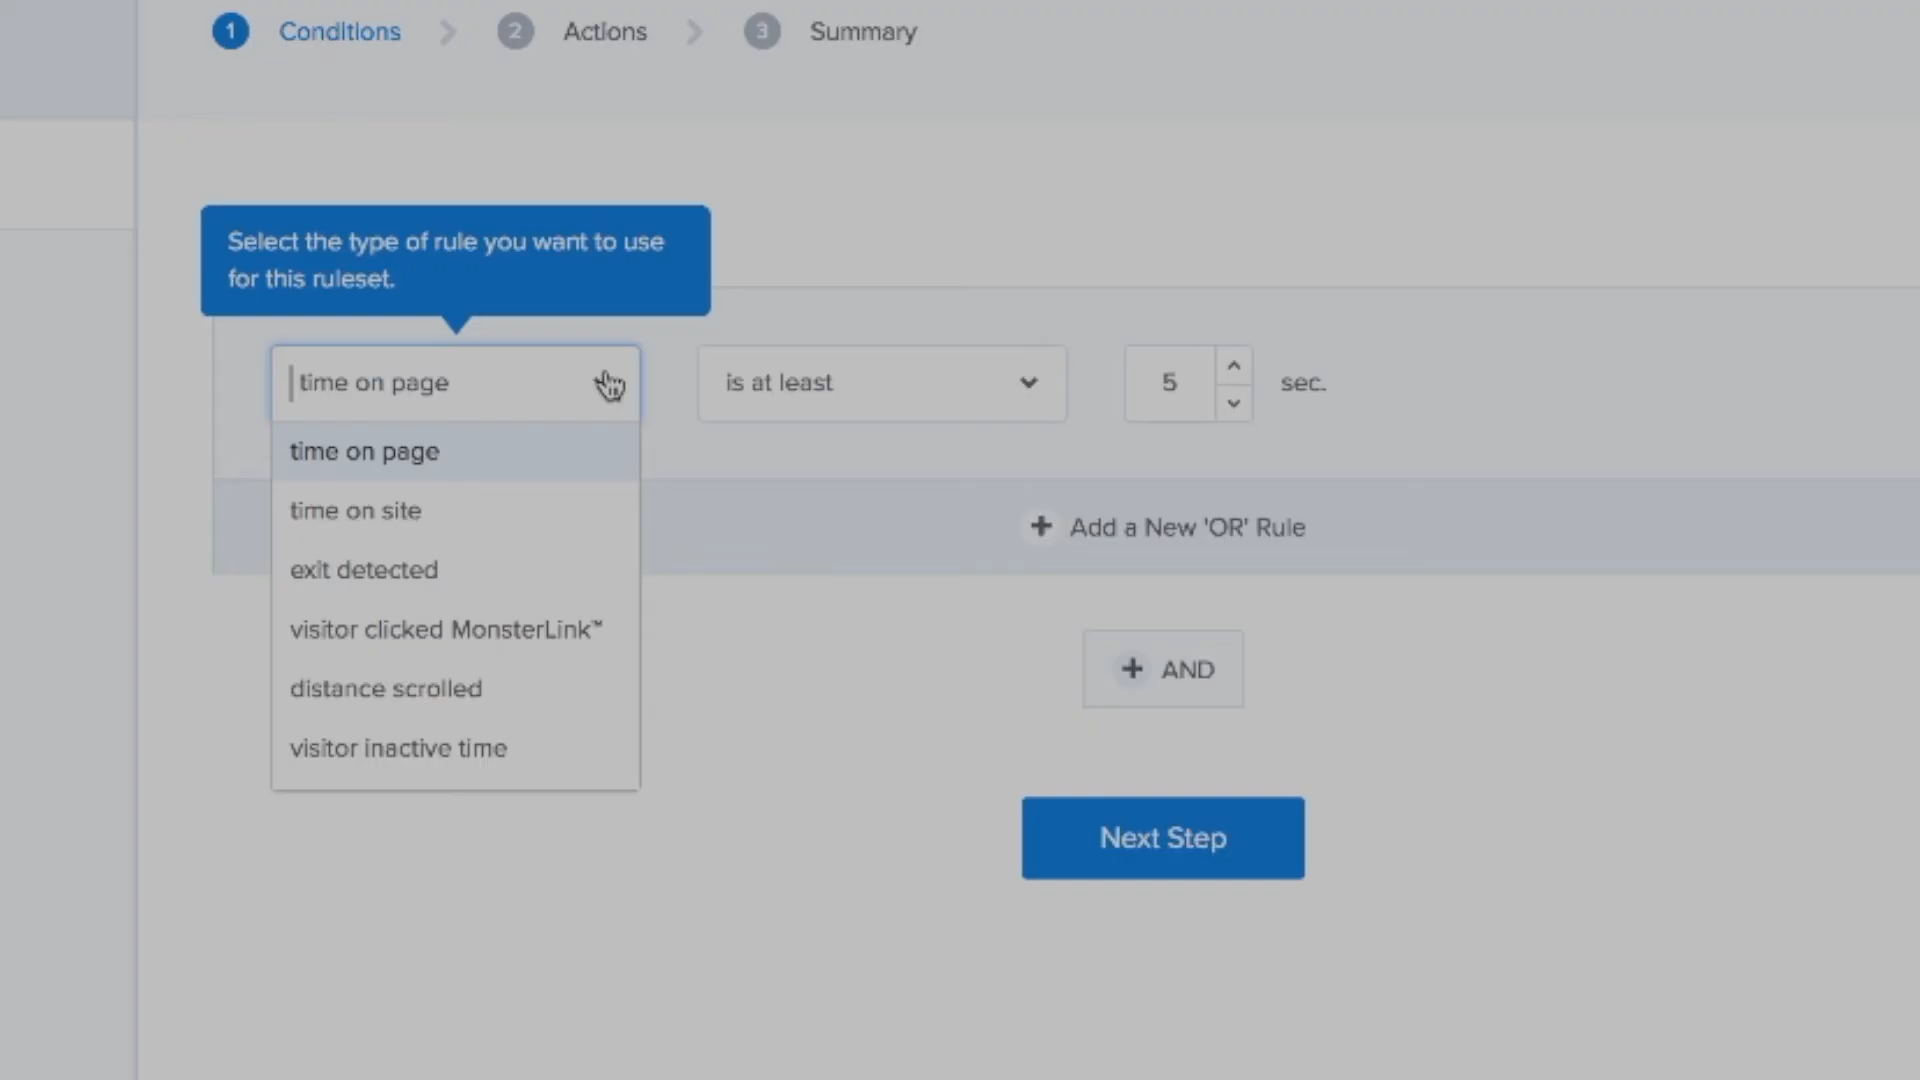 1 Conditions 2 Actions 3 Summary
Select the type of rule you want to use
for this ruleset.
time on page is at least 5 sec.
time on page
time on site
+ Add a New 'OR' Rule
exit detected
visitor clicked MonsterLink™
+ AND
distance scrolled
visitor inactive time
Next Step